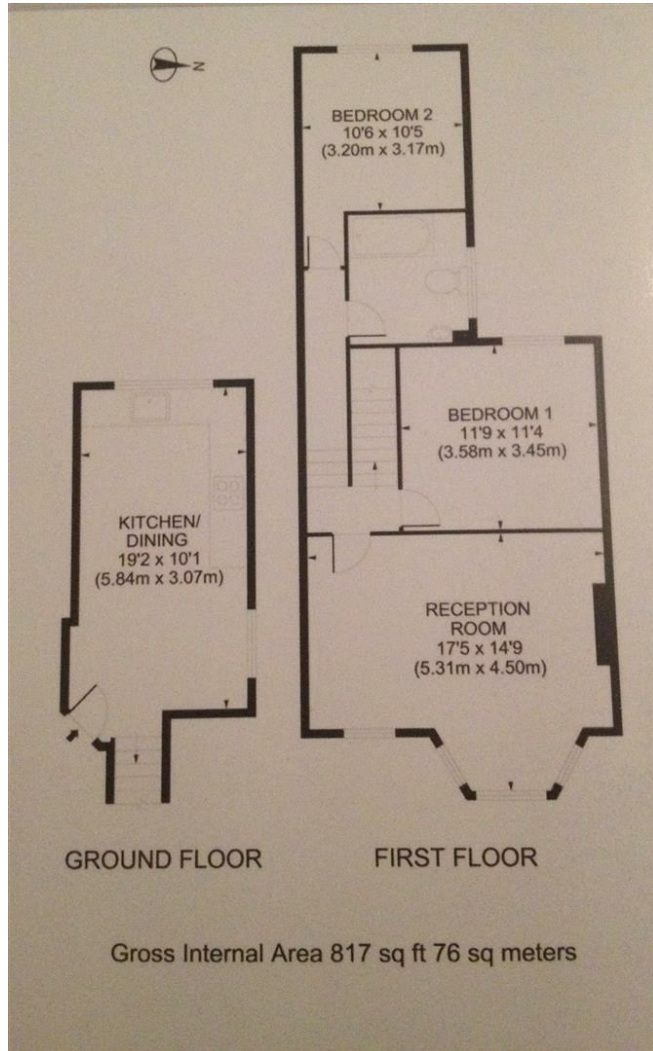 N
BEDROOM 2
10'6 x 10'5
(3.20m x 3.17m)
BEDROOM 1
11'9 x 11'4
(3.58m x 3.45m)
KITCHEN/
DINING
19'2 x 10'1
(5.84m x 3.07m)
RECEPTION
ROOM
17'5 x 14'9
(5.31m x 4.50m)
GROUND FLOOR
FIRST FLOOR
Gross Internal Area 817 sq ft 76 sq meters